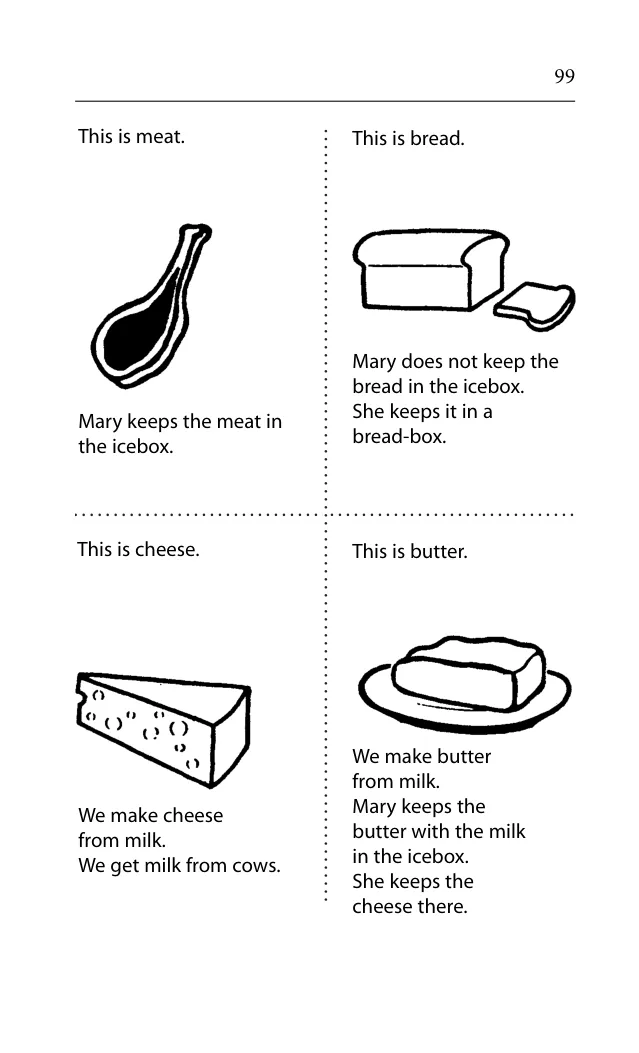 99
This is meat.
Mary keeps the meat in
the icebox.
This is bread.
Mary does not keep the
bread in the icebox.
She keeps it in a
bread-box.
This is cheese.
We make cheese
from milk.
We get milk from cows.
This is butter.
We make butter
from milk.
Mary keeps the
butter with the milk
in the icebox.
She keeps the
cheese there.